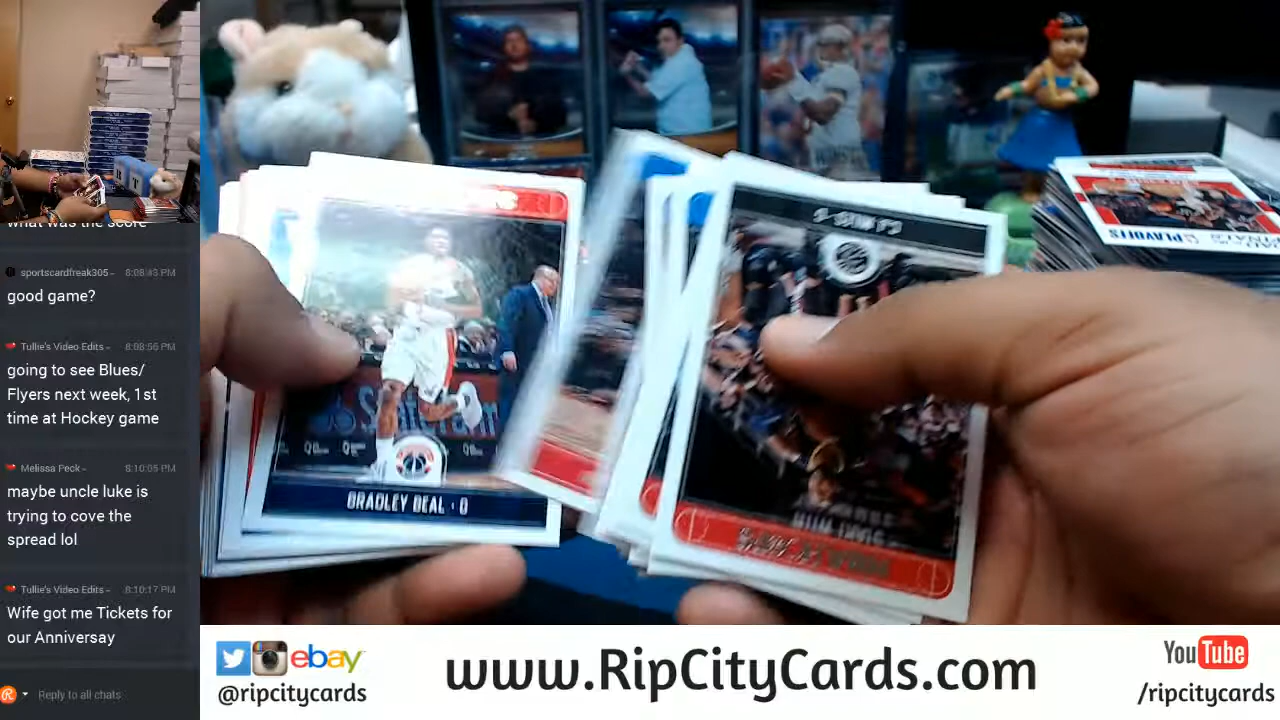 what was the score
sportscardfreak305 - 8:08:43 PM
good game?
Tullie's Video Edits - 8:08:56 PM
going to see Blues/
Flyers next week, 1st
time at Hockey game
Melissa Peck - 8:10:05 PM
maybe uncle luke is
trying to cove the
spread lol
Tullie's Video Edits - 8:10:17 PM
Wife got me Tickets for
our Anniversay
Reply to all chats
BRADLEY BEAL • G
PLAYOFFS
ebay
@ripcitycards
www.RipCityCards.com
YouTube
/ripcitycards